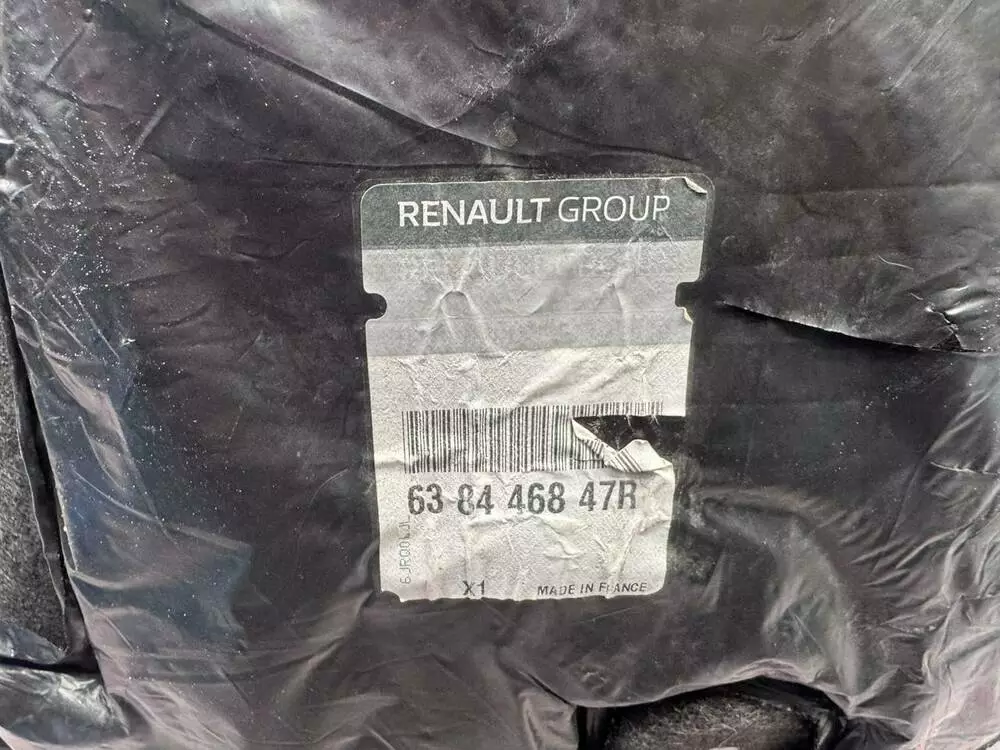 RENAULT GROUP
63 84 468 47R
X1
MADE IN FRANCE